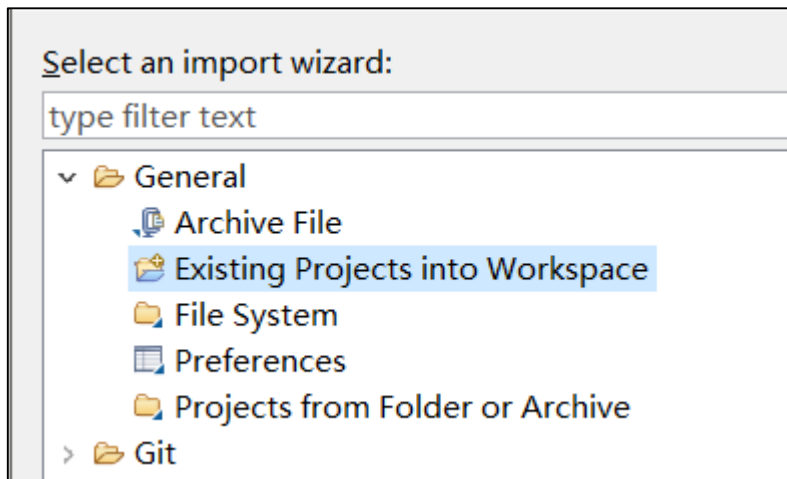 Select an import wizard:
type filter text
General
Archive File
Existing Projects into Workspace
File System
Preferences
Projects from Folder or Archive
Git